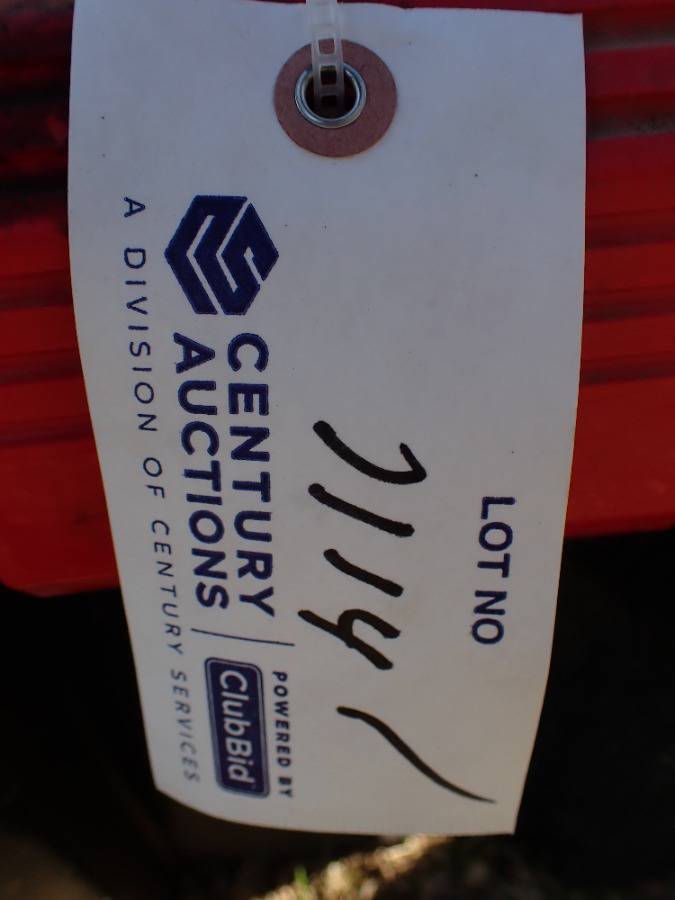 LOT NO
7114
CENTURY
AUCTIONS
POWERED BY
ClubBid
A DIVISION OF CENTURY SERVICES